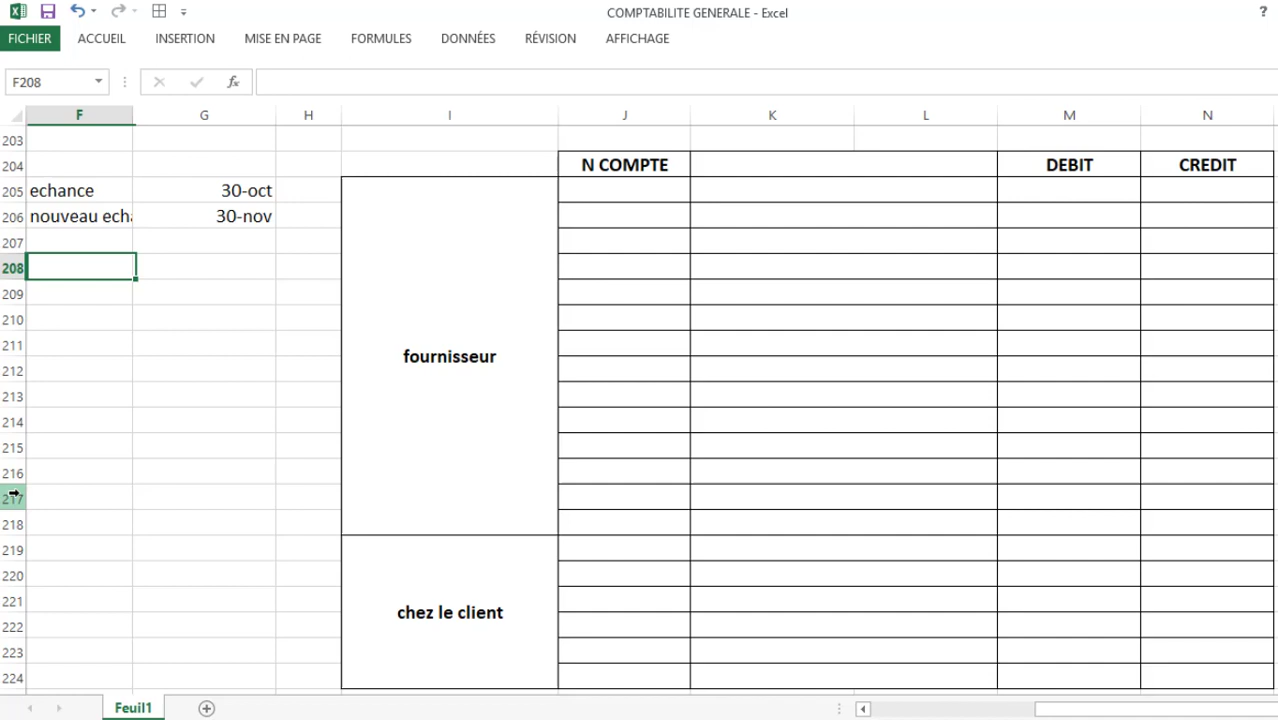 COMPTABILITE GENERALE - Excel
?
FICHIER ACCUEIL INSERTION MISE EN PAGE FORMULES DONNÉES RÉVISION AFFICHAGE
F208 fx
F G H I J K L M N
203
204 N COMPTE DEBIT CREDIT
205 echance 30-oct
206 nouveau echa 30-nov
207
208
209
210
211
fournisseur
212
213
214
215
216
217
218
219
220
221
chez le client
222
223
224
Feuil1